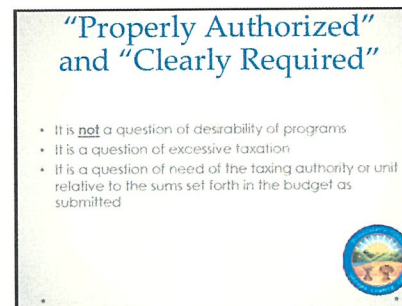 “Properly Authorized”
and “Clearly Required”
• It is not a question of desirability of programs
• It is a question of excessive taxation
• It is a question of need of the taxing authority or unit
relative to the sums set forth in the budget as
submitted